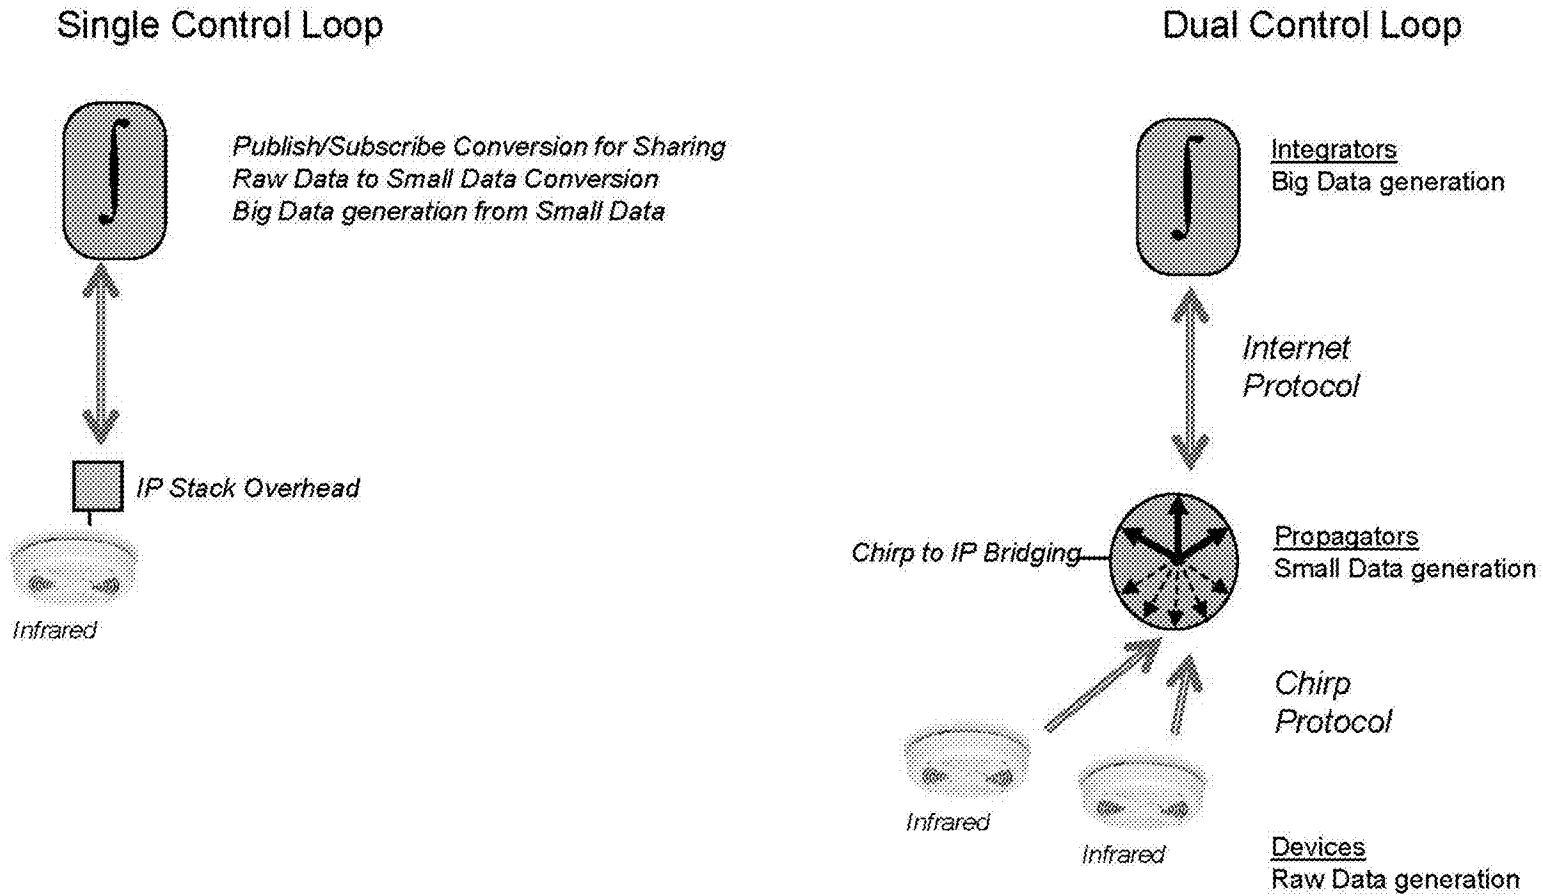 Single Control Loop
Dual Control Loop
∫
Publish/Subscribe Conversion for Sharing
Raw Data to Small Data Conversion
Big Data generation from Small Data
IP Stack Overhead
Infrared
∫
Integrators
Big Data generation
Internet
Protocol
Chirp to IP Bridging
Propagators
Small Data generation
Chirp
Protocol
Infrared
Infrared
Devices
Raw Data generation